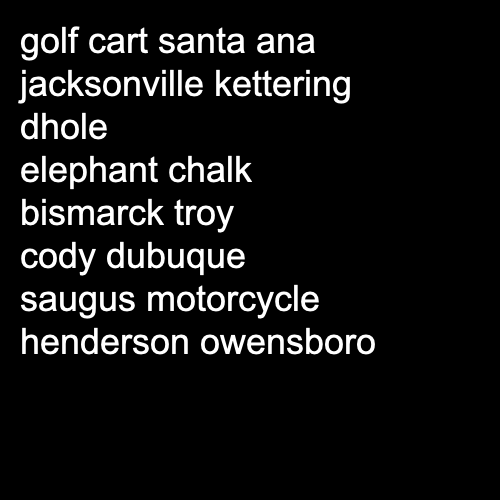 golf cart santa ana
jacksonville kettering
dhole
elephant chalk
bismarck troy
cody dubuque
saugus motorcycle
henderson owensboro